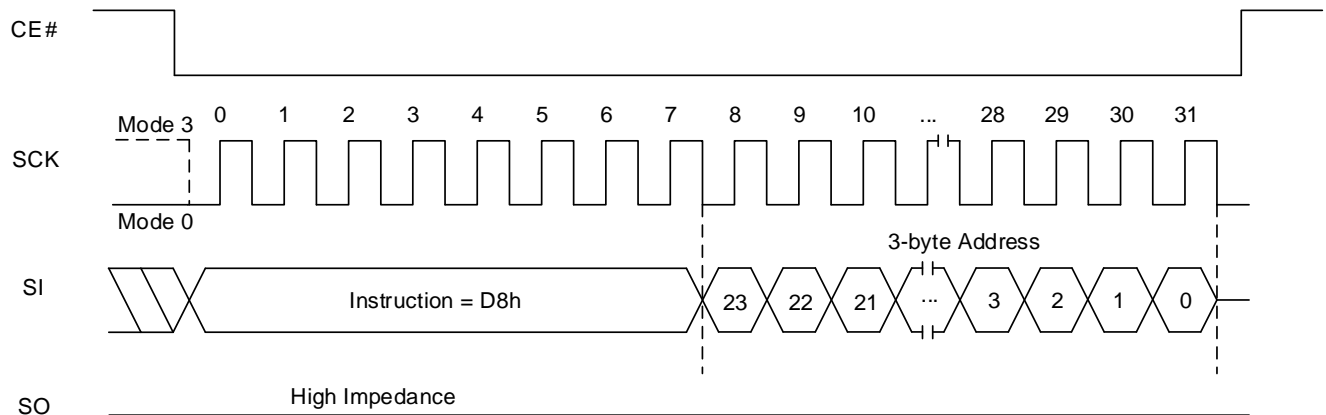 CE#
0 1 2 3 4 5 6 7 8 9 10 ... 28 29 30 31
Mode 3
SCK
Mode 0
3-byte Address
SI
Instruction = D8h
23 22 21 ... 3 2 1 0
High Impedance
SO